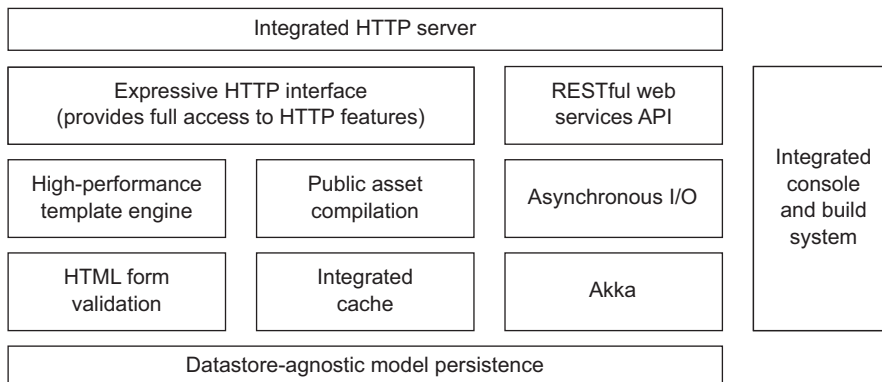 Integrated HTTP server
Expressive HTTP interface
(provides full access to HTTP features)
RESTful web
services API
High-performance
template engine
Public asset
compilation
Asynchronous I/O
Integrated
console
and build
system
HTML form
validation
Integrated
cache
Akka
Datastore-agnostic model persistence